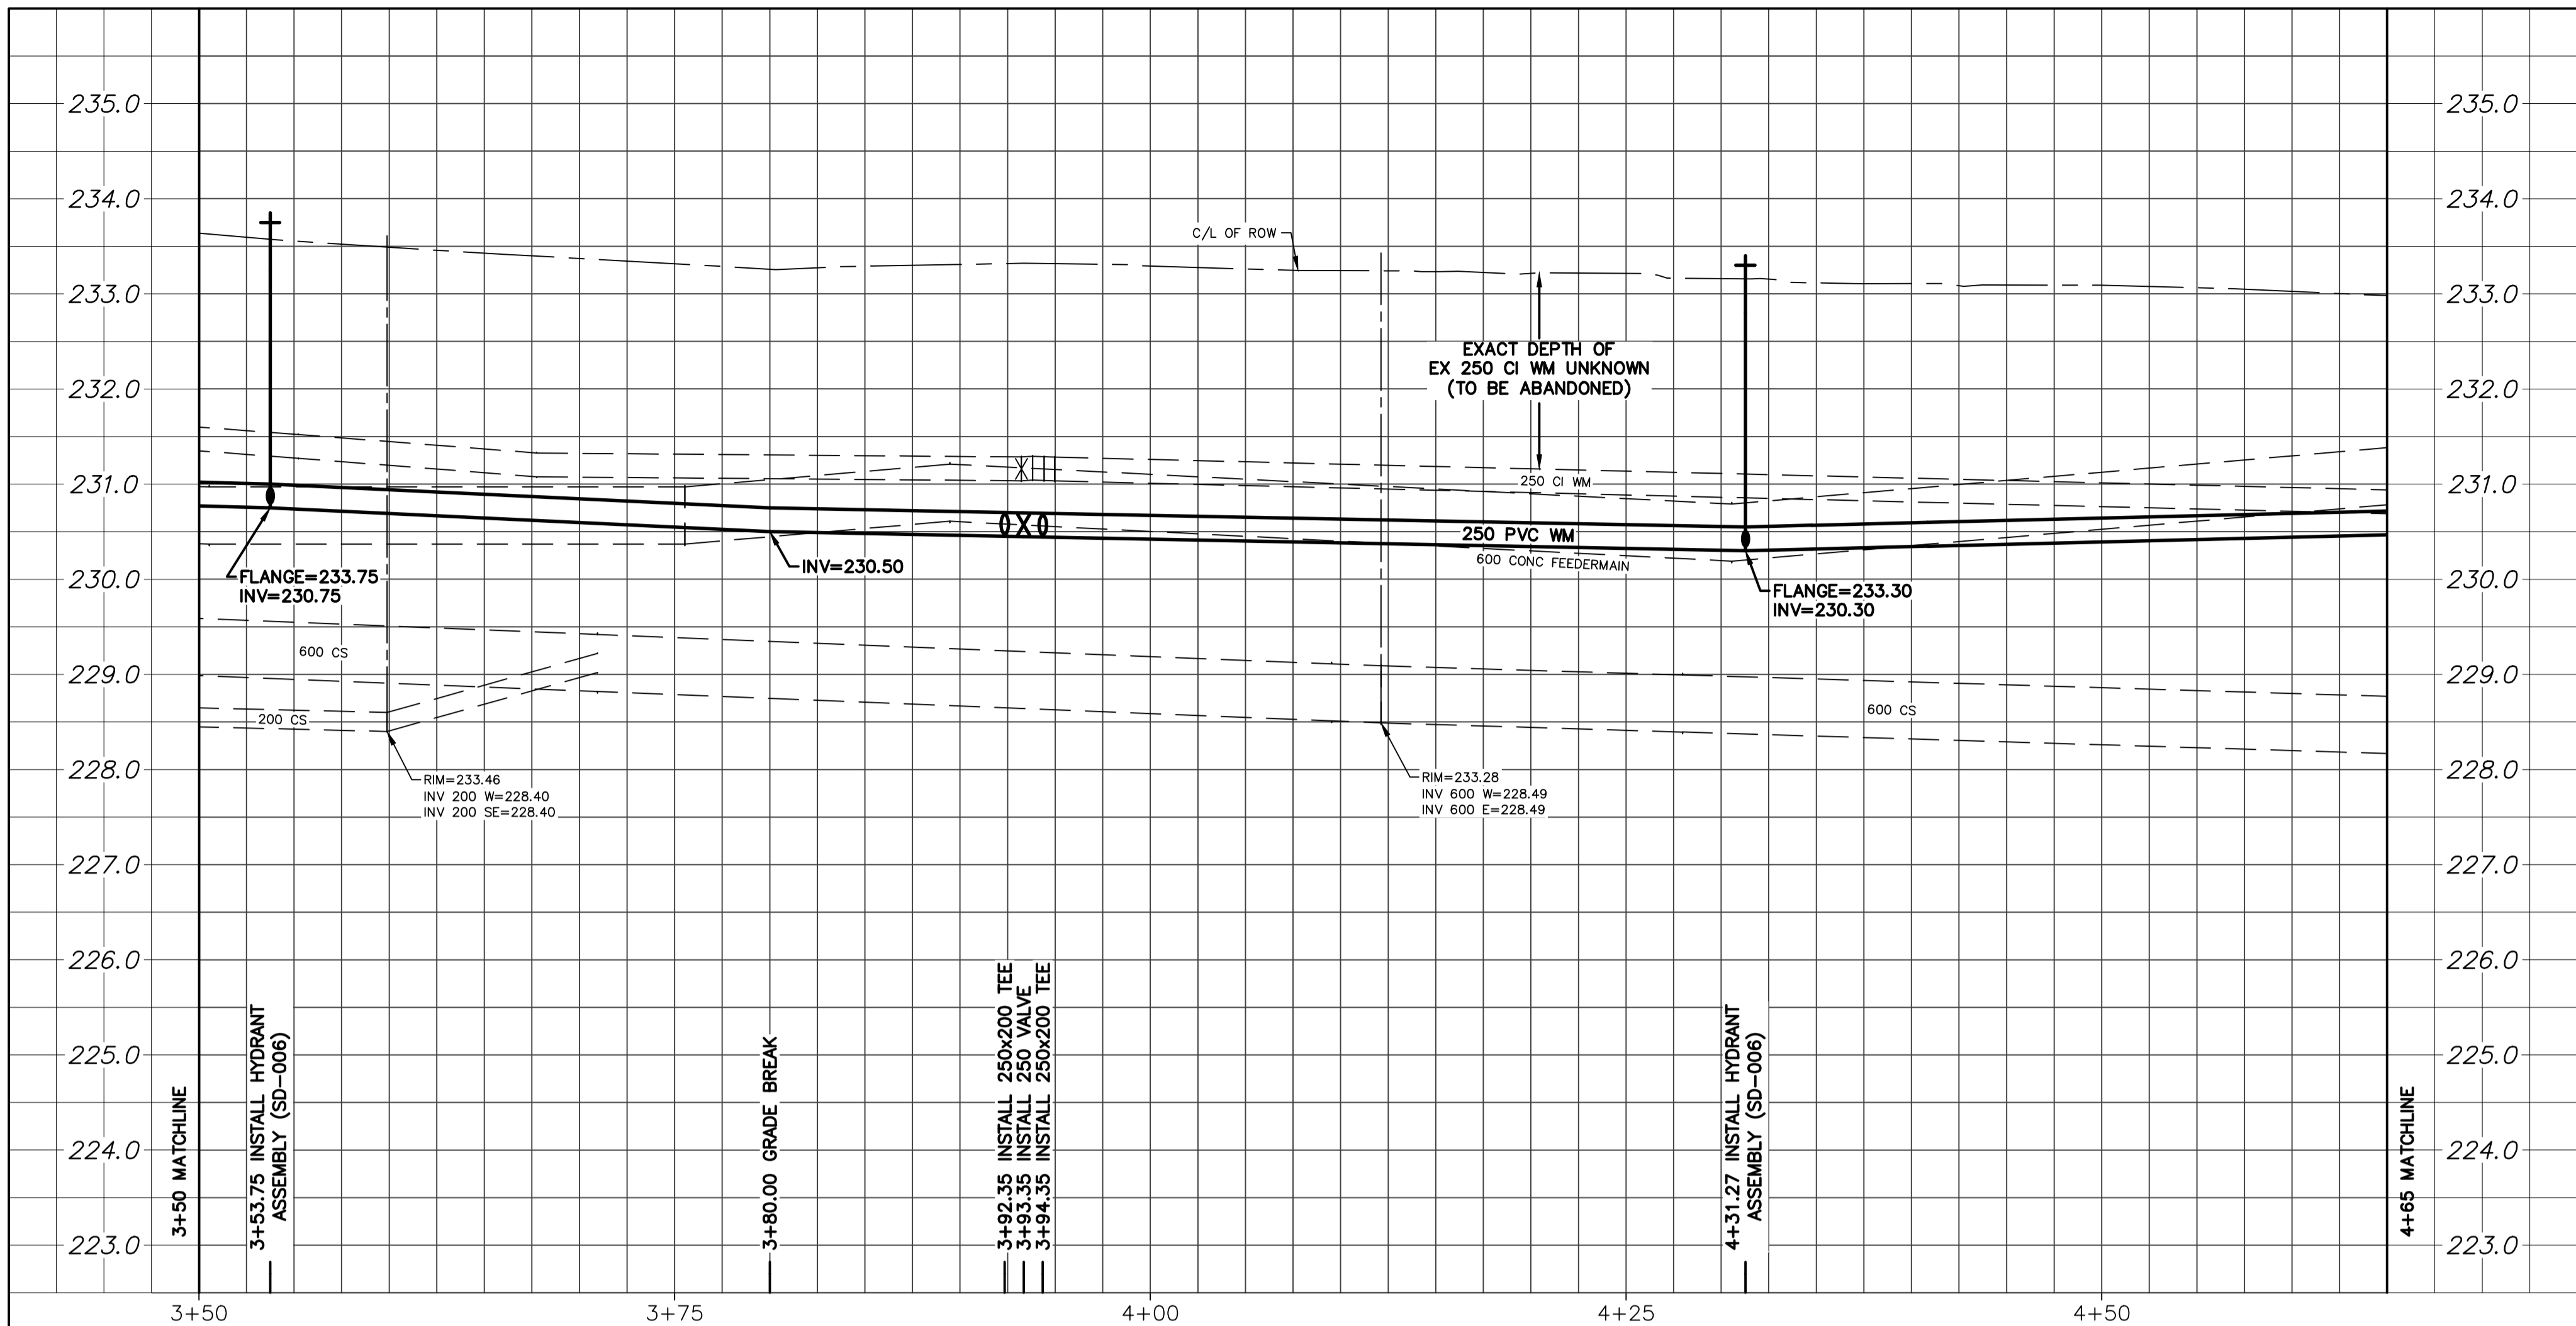 235.0
235.0
234.0
234.0
C/L OF ROW
233.0
233.0
EXACT DEPTH OF
EX 250 CI WM UNKNOWN
(TO BE ABANDONED)
232.0
232.0
231.0
231.0
250 CI WM
250 PVC WM
600 CONC FEEDERMAIN
INV=230.50
FLANGE=233.75
INV=230.75
230.0
230.0
FLANGE=233.30
INV=230.30
600 CS
229.0
229.0
200 CS
600 CS
228.0
228.0
RIM=233.46
INV 200 W=228.40
INV 200 SE=228.40
RIM=233.28
INV 600 W=228.49
INV 600 E=228.49
227.0
227.0
226.0
226.0
225.0
225.0
224.0
224.0
223.0
223.0
3+50 MATCHLINE
3+53.75 INSTALL HYDRANT
ASSEMBLY (SD-006)
3+80.00 GRADE BREAK
3+92.35 INSTALL 250x200 TEE
3+93.35 INSTALL 250 VALVE
3+94.35 INSTALL 250x200 TEE
4+31.27 INSTALL HYDRANT
ASSEMBLY (SD-006)
4+65 MATCHLINE
3+50
3+75
4+00
4+25
4+50